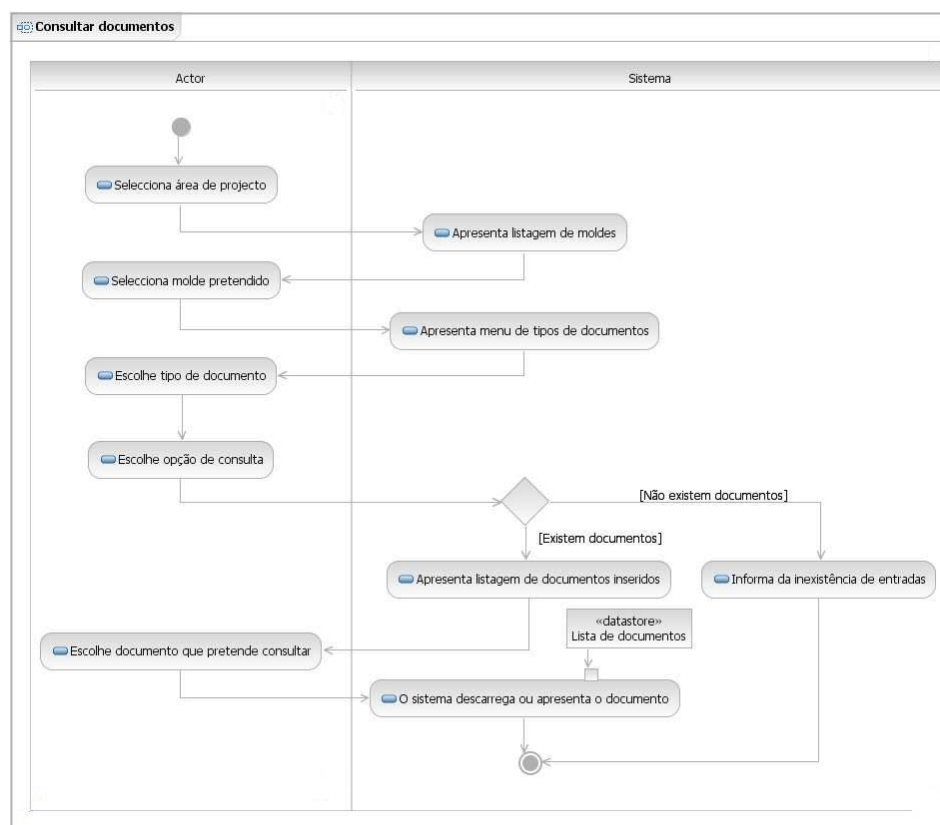 Consultar documentos
Actor
Sistema
Selecciona área de projecto
Apresenta listagem de moldes
Selecciona molde pretendido
Apresenta menu de tipos de documentos
Escolhe tipo de documento
Escolhe opção de consulta
[Não existem documentos]
[Existem documentos]
Apresenta listagem de documentos inseridos
Informa da inexistência de entradas
«datastore»
Lista de documentos
Escolhe documento que pretende consultar
O sistema descarrega ou apresenta o documento